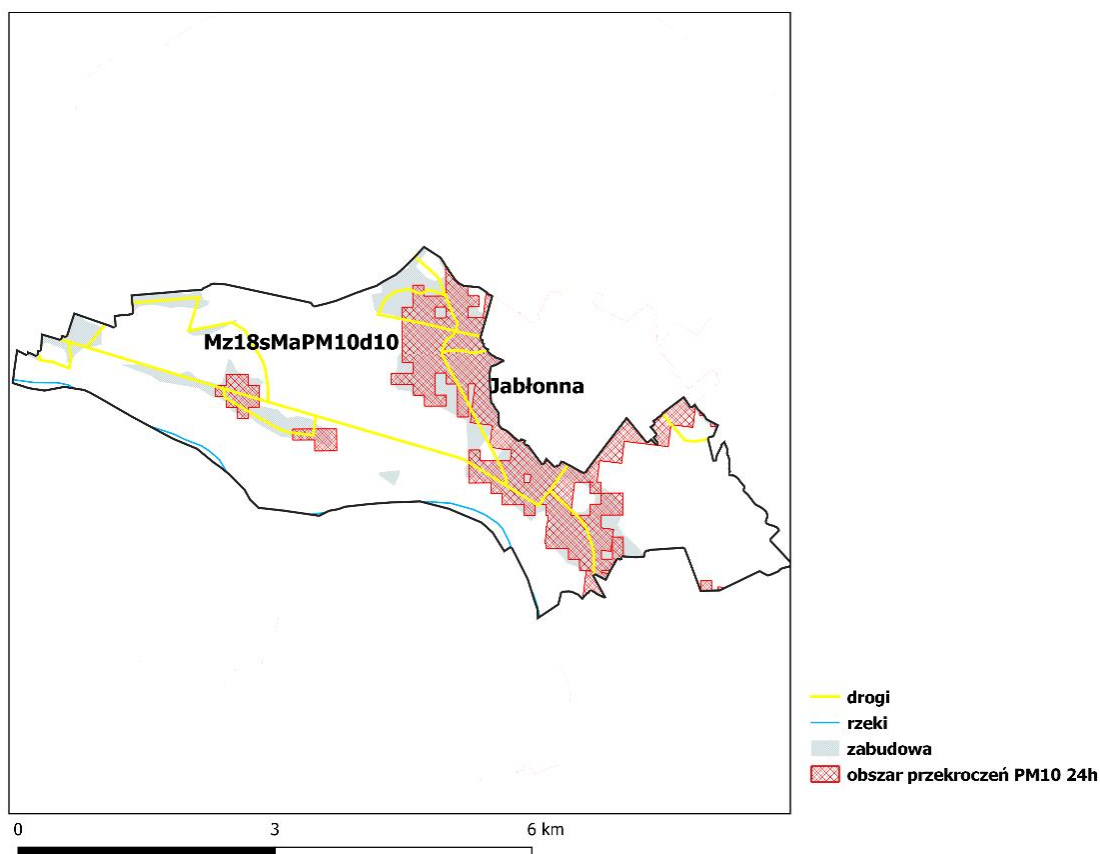 Mz18sMaPM10d10
Jabłonna
drogi
rzeki
zabudowa
obszar przekroczeń PM10 24h
0 3 6 km